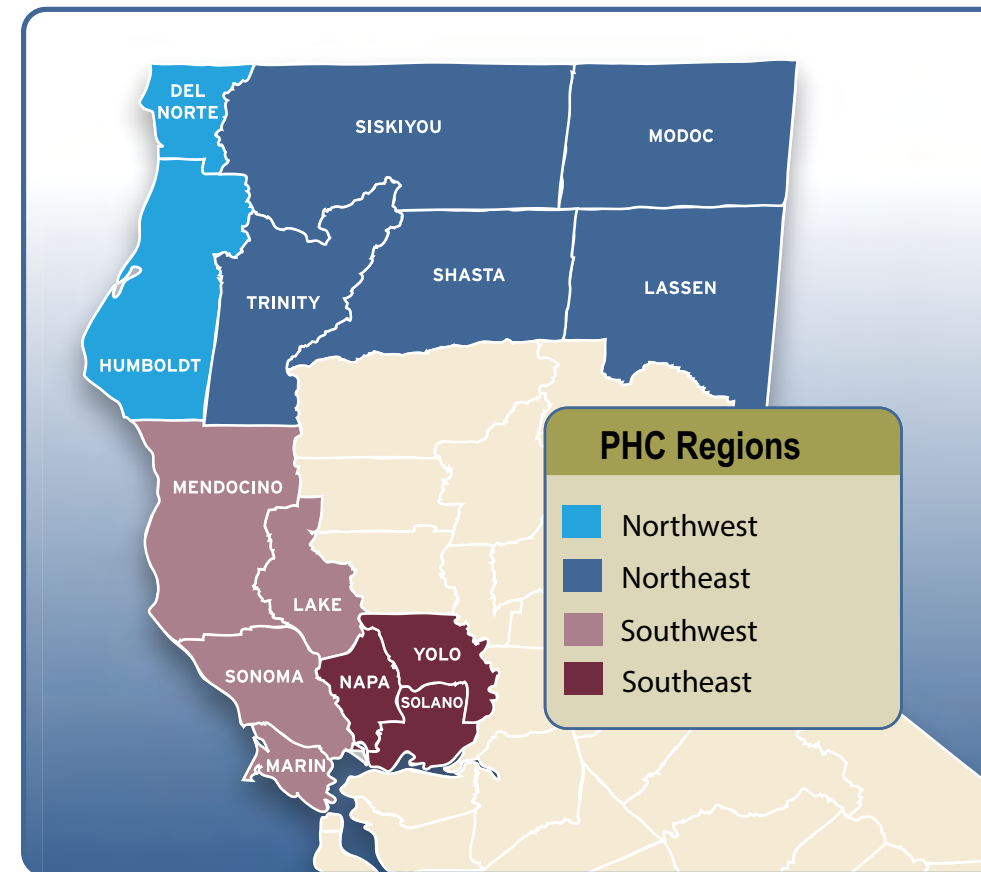 DEL
NORTE
SISKIYOU
MODOC
SHASTA
LASSEN
TRINITY
HUMBOLDT
MENDOCINO
LAKE
SONOMA
NAPA
YOLO
SOLANO
MARIN
PHC Regions
Northwest
Northeast
Southwest
Southeast